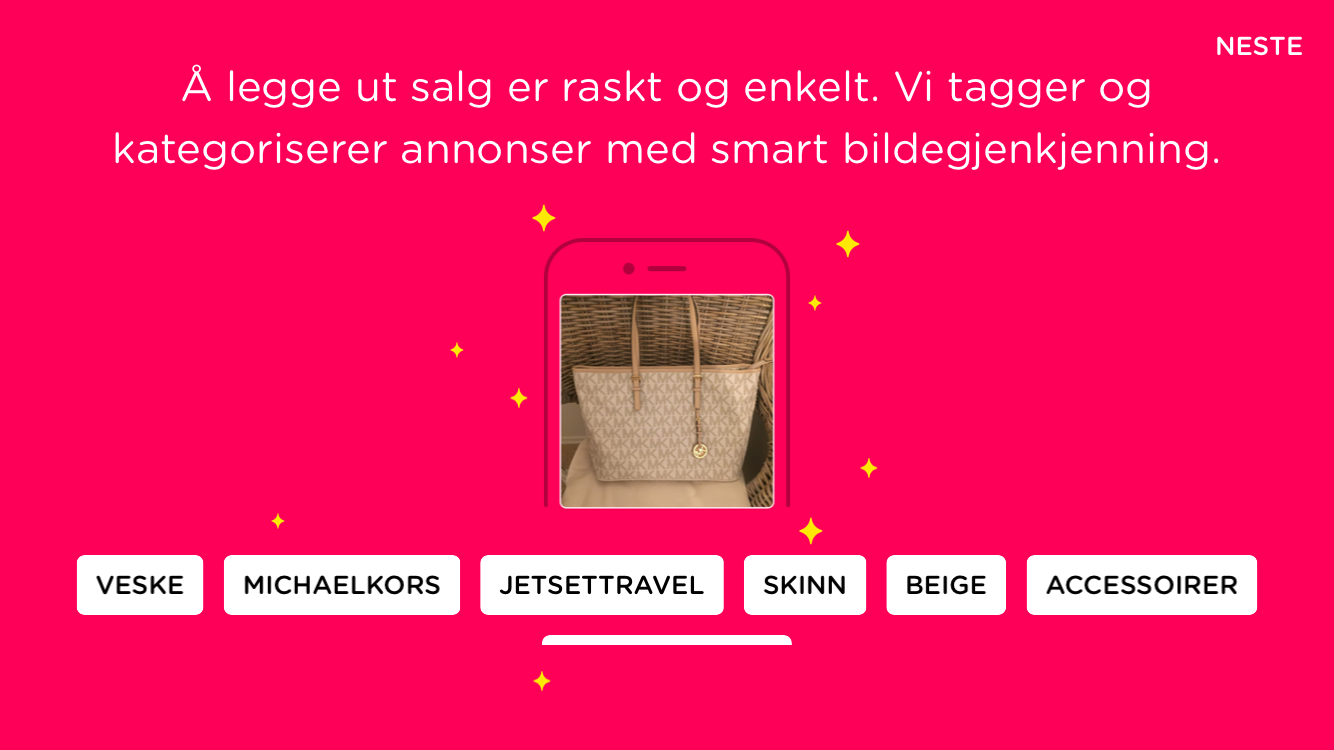 NESTE
Å legge ut salg er raskt og enkelt. Vi tagger og
kategoriserer annonser med smart bildegjenkjenning.
VESKE MICHAELKORS JETSETTRAVEL SKINN BEIGE ACCESSOIRER